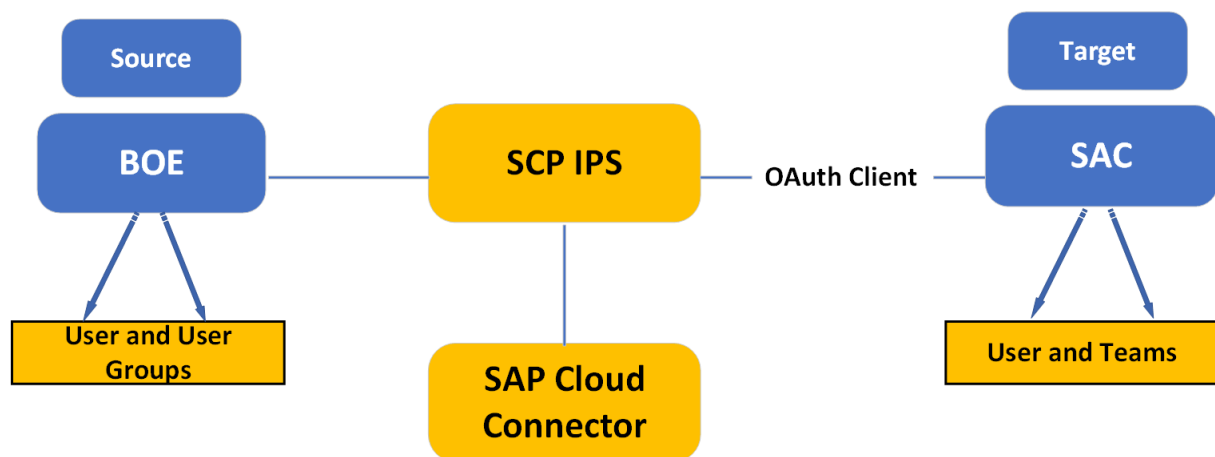 Source
Target
BOE
SCP IPS
OAuth Client
SAC
User and User
Groups
SAP Cloud
Connector
User and Teams